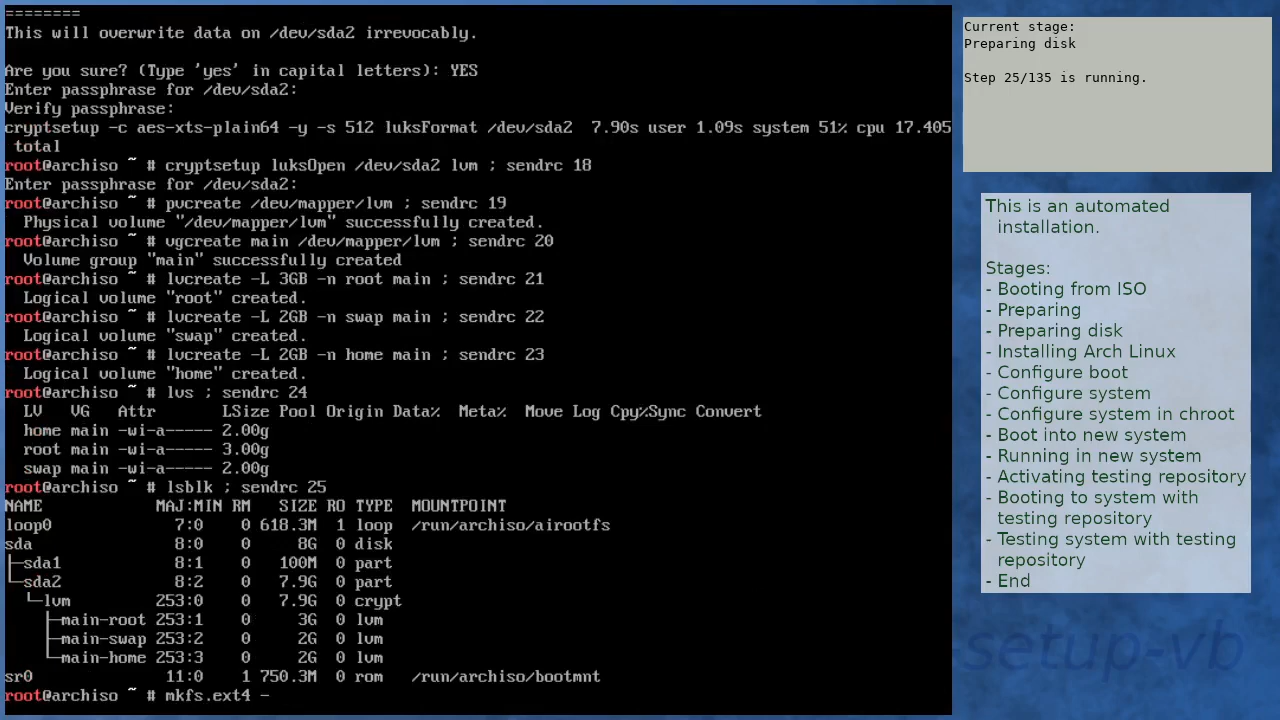 ========
This will overwrite data on /dev/sda2 irrevocably.
Are you sure? (Type 'yes' in capital letters): YES
Enter passphrase for /dev/sda2:
Verify passphrase:
cryptsetup -c aes-xts-plain64 -y -s 512 luksFormat /dev/sda2  7.90s user 1.09s system 51% cpu 17.405
 total
root@archiso ~ # cryptsetup luksOpen /dev/sda2 lvm ; sendrc 18
Enter passphrase for /dev/sda2:
root@archiso ~ # pvcreate /dev/mapper/lvm ; sendrc 19
  Physical volume "/dev/mapper/lvm" successfully created.
root@archiso ~ # vgcreate main /dev/mapper/lvm ; sendrc 20
  Volume group "main" successfully created
root@archiso ~ # lvcreate -L 3GB -n root main ; sendrc 21
  Logical volume "root" created.
root@archiso ~ # lvcreate -L 2GB -n swap main ; sendrc 22
  Logical volume "swap" created.
root@archiso ~ # lvcreate -L 2GB -n home main ; sendrc 23
  Logical volume "home" created.
root@archiso ~ # lvs ; sendrc 24
  LV   VG   Attr       LSize Pool Origin Data%  Meta%  Move Log Cpy%Sync Convert
  home main -wi-a----- 2.00g
  root main -wi-a----- 3.00g
  swap main -wi-a----- 2.00g
root@archiso ~ # lsblk ; sendrc 25
NAME            MAJ:MIN RM   SIZE RO TYPE  MOUNTPOINT
loop0             7:0    0 618.3M  1 loop  /run/archiso/airootfs
sda               8:0    0     8G  0 disk
├─sda1            8:1    0   100M  0 part
└─sda2            8:2    0   7.9G  0 part
  └─lvm         253:0    0   7.9G  0 crypt
    ├─main-root 253:1    0     3G  0 lvm
    ├─main-swap 253:2    0     2G  0 lvm
    └─main-home 253:3    0     2G  0 lvm
sr0              11:0    1 750.3M  0 rom   /run/archiso/bootmnt
root@archiso ~ # mkfs.ext4 -
Current stage:
Preparing disk
Step 25/135 is running.
This is an automated
installation.
Stages:
- Booting from ISO
- Preparing
- Preparing disk
- Installing Arch Linux
- Configure boot
- Configure system
- Configure system in chroot
- Boot into new system
- Running in new system
- Activating testing repository
- Booting to system with
testing repository
- Testing system with testing
repository
- End
-setup-vb